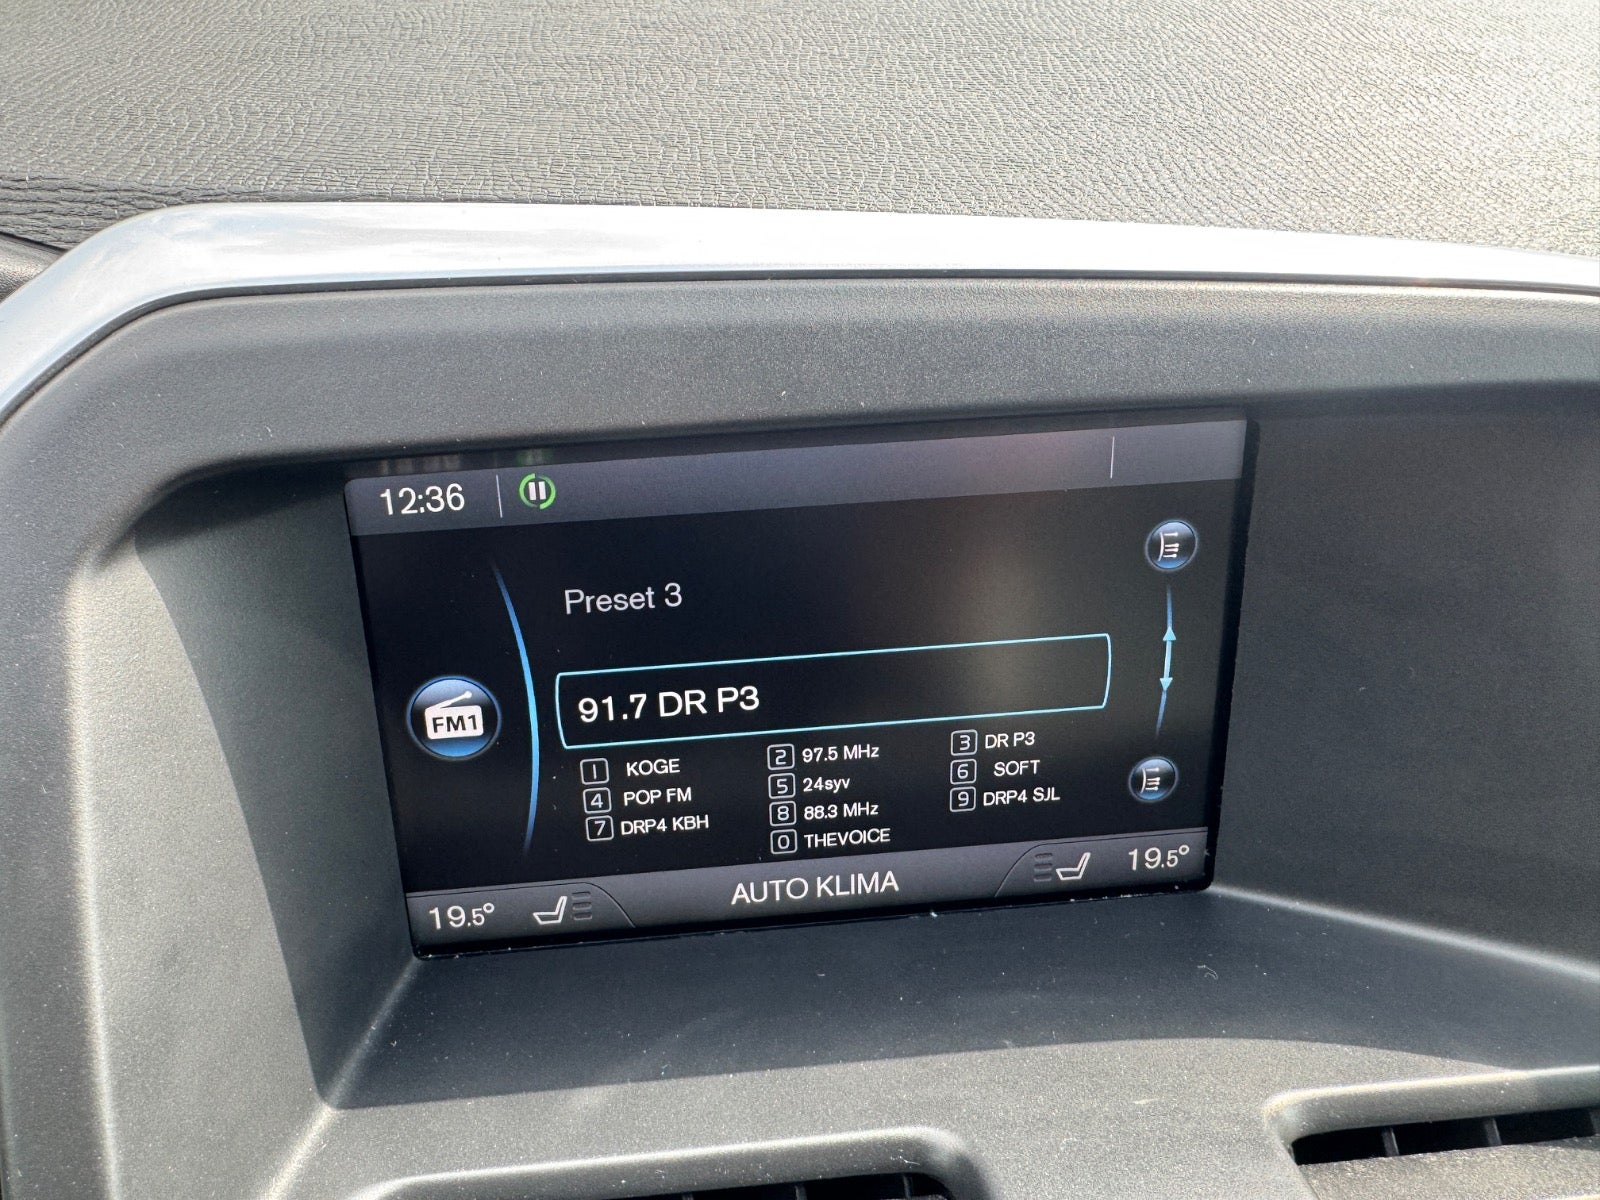 12:36
Preset 3
FM1
91.7 DR P3
1 KOGE 2 97.5 MHz 3 DR P3
4 POP FM 5 24syv 6 SOFT
7 DRP4 KBH 8 88.3 MHz 9 DRP4 SJL
0 THEVOICE
19.5° AUTO KLIMA 19.5°